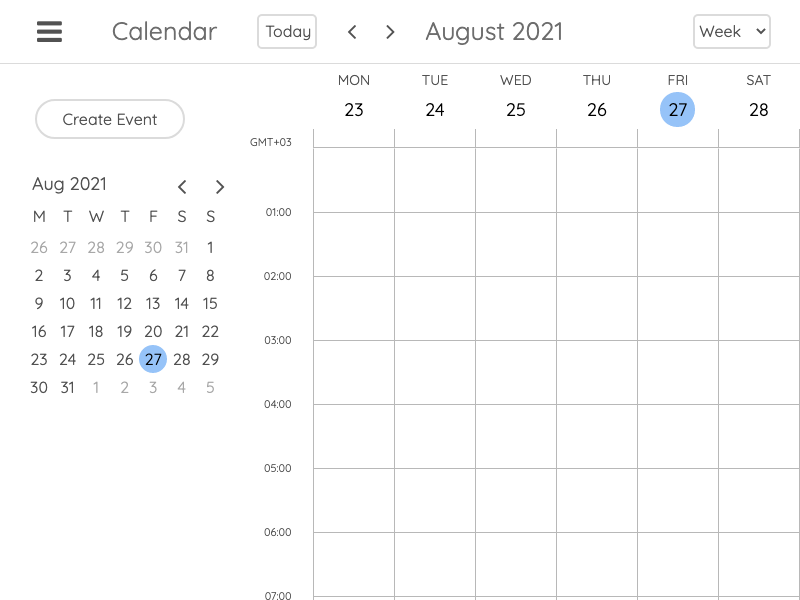 Calendar
Today
August 2021
Week
MON TUE WED THU FRI SAT
23 24 25 26 27 28
Create Event
GMT+03
Aug 2021
M T W T F S S
26 27 28 29 30 31 1
2 3 4 5 6 7 8
9 10 11 12 13 14 15
16 17 18 19 20 21 22
23 24 25 26 27 28 29
30 31 1 2 3 4 5
01:00
02:00
03:00
04:00
05:00
06:00
07:00